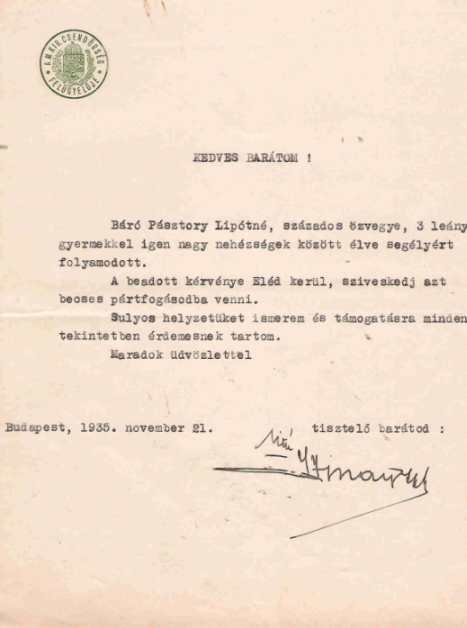 A M. KIR. CSENDŐRSÉG FELÜGYELŐJE
KEDVES BARÁTOM !
Báró Pásztory Lipótné, százados özvegye, 3 leány
gyermekkel igen nagy nehézségek között élve segélyért
folyamodott.
A beadott kérvénye Eléd kerül, sziveskedj azt
becses pártfogásodba venni.
Sulyos helyzetüket ismerem és támogatásra minden
tekintetben érdemesnek tartom.
Maradok üdvözlettel
Budapest, 1935. november 21. tisztelő barátod :